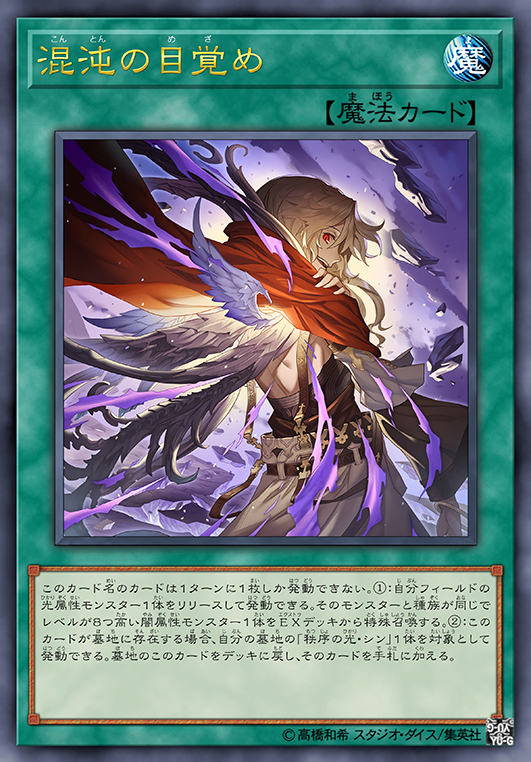 混沌の目覚め
魔
【魔法カード】
このカード名のカードは1ターンに1枚しか発動できない。①:自分フィールドの
光属性モンスター1体をリリースして発動できる。そのモンスターと種族が同じで
レベルが8つ高い闇属性モンスター1体をEXデッキから特殊召喚する。②:この
カードが墓地に存在する場合、自分の墓地の「秩序の光・シン」1体を対象として
発動できる。墓地のこのカードをデッキに戻し、そのカードを手札に加える。
©高橋和希 スタジオ・ダイス/集英社